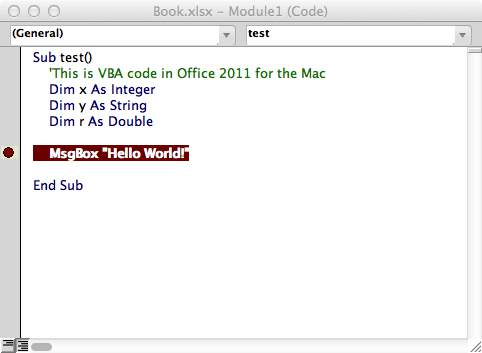 Book.xlsx – Module1 (Code)
(General) test
Sub test()
'This is VBA code in Office 2011 for the Mac
Dim x As Integer
Dim y As String
Dim r As Double
MsgBox "Hello World!"
End Sub